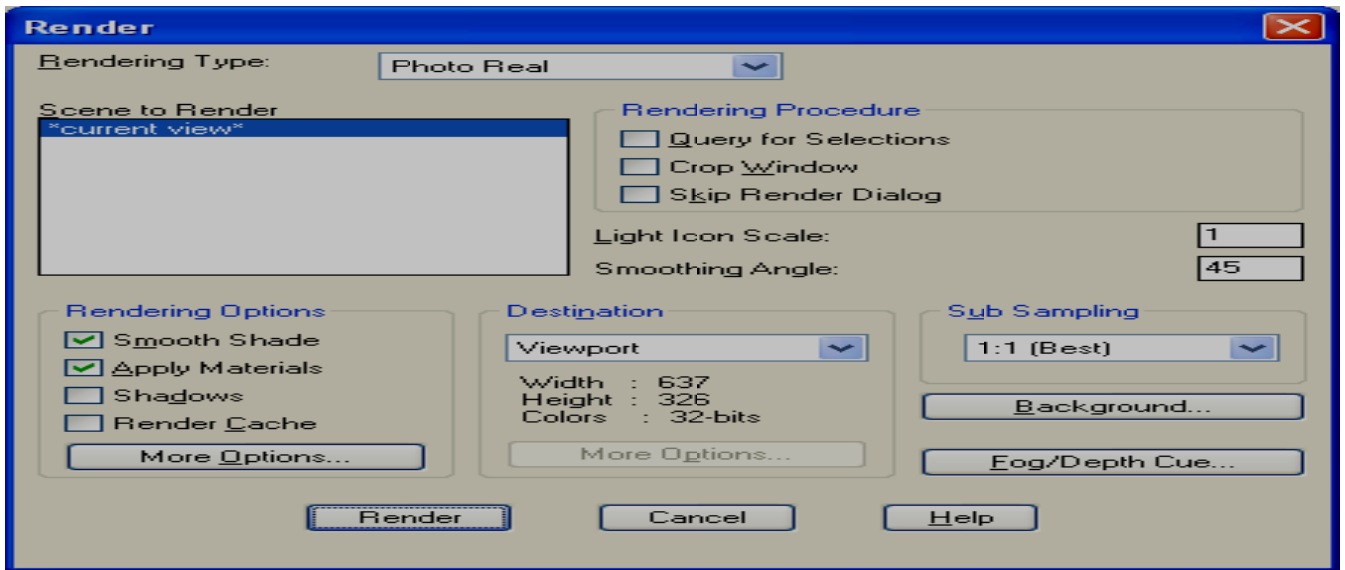 Render
Rendering Type: Photo Real
Scene to Render
*current view*
Rendering Procedure
Query for Selections
Crop Window
Skip Render Dialog
Light Icon Scale: 1
Smoothing Angle: 45
Rendering Options
Smooth Shade
Apply Materials
Shadows
Render Cache
More Options...
Destination
Viewport
Width : 637
Height : 326
Colors : 32-bits
More Options...
Sub Sampling
1:1 (Best)
Background...
Fog/Depth Cue...
Render Cancel Help